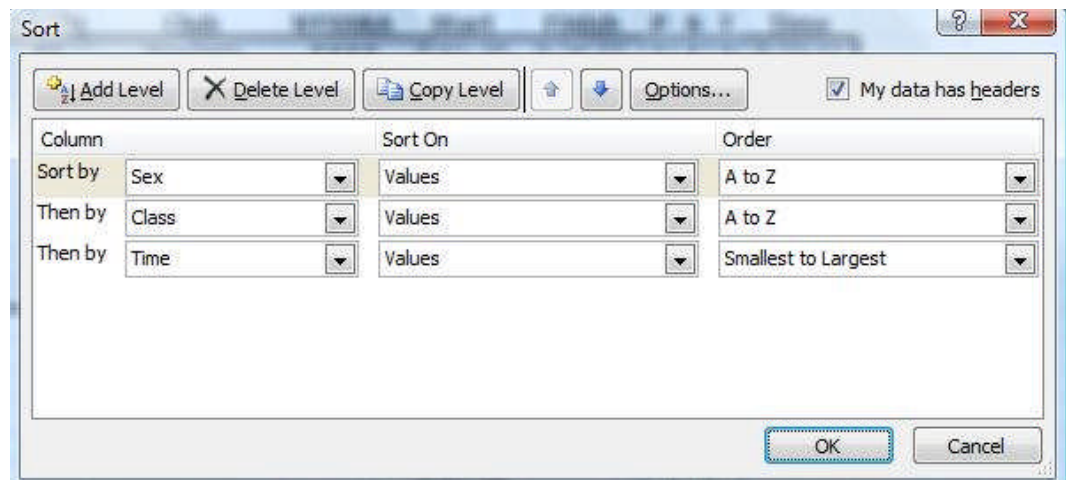 Sort
Add Level Delete Level Copy Level Options... My data has headers
Column Sort On Order
Sort by Sex Values A to Z
Then by Class Values A to Z
Then by Time Values Smallest to Largest
OK Cancel